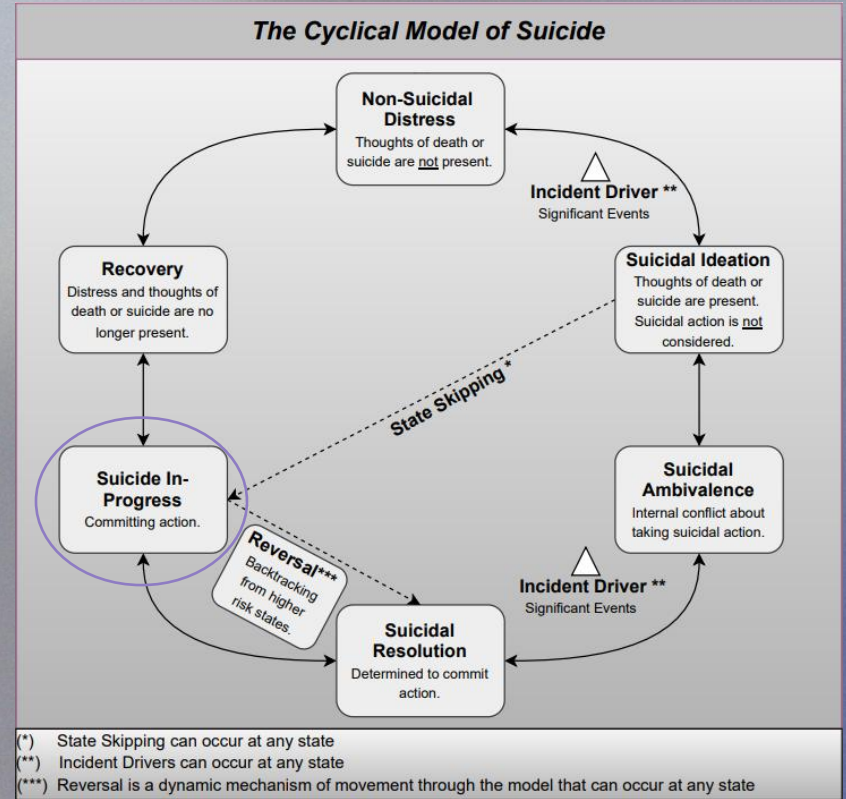 The Cyclical Model of Suicide
Non-Suicidal
Distress
Thoughts of death or
suicide are not present.
Incident Driver **
Significant Events
Recovery
Distress and thoughts of
death or suicide are no
longer present.
Suicidal Ideation
Thoughts of death or
suicide are present.
Suicidal action is not
considered.
State Skipping *
Suicide In-
Progress
Committing action.
Suicidal
Ambivalence
Internal conflict about
taking suicidal action.
Reversal***
Backtracking
from higher
risk states.
Incident Driver **
Significant Events
Suicidal
Resolution
Determined to commit
action.
(*) State Skipping can occur at any state
(**) Incident Drivers can occur at any state
(***) Reversal is a dynamic mechanism of movement through the model that can occur at any state